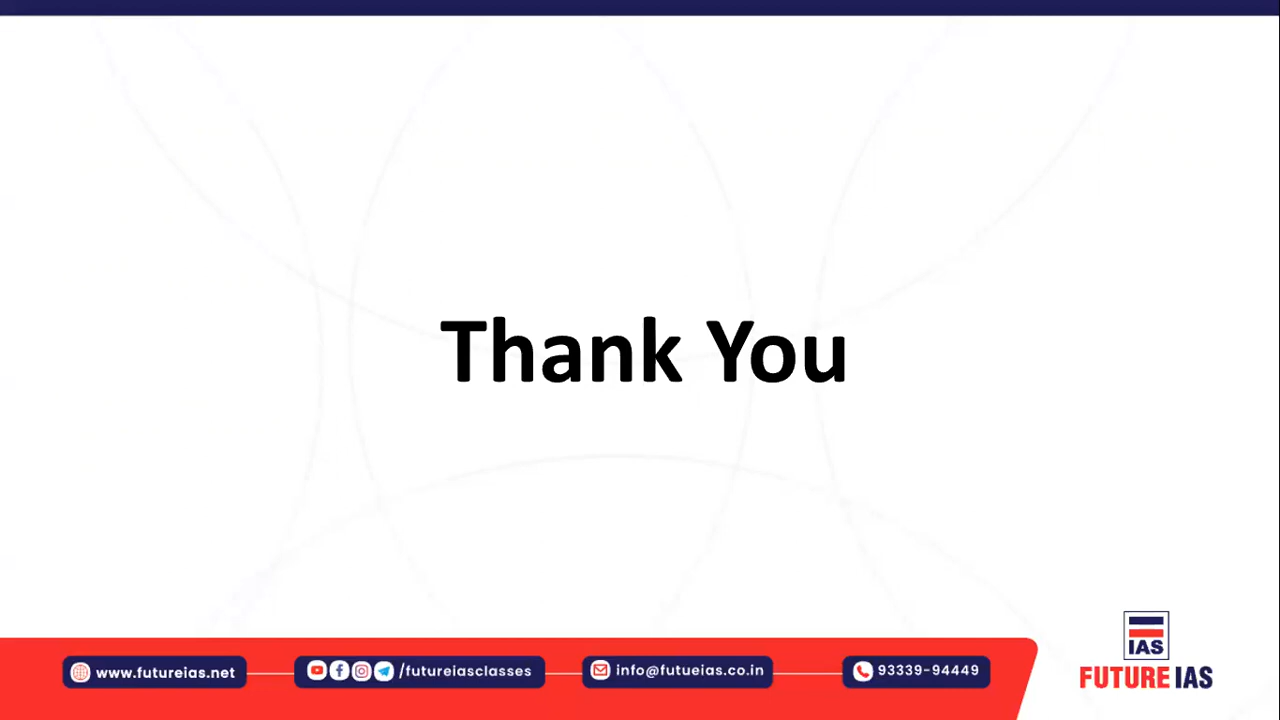 Thank You
www.futureias.net
/futureiasclasses
info@futueias.co.in
93339-94449
IAS
FUTURE IAS